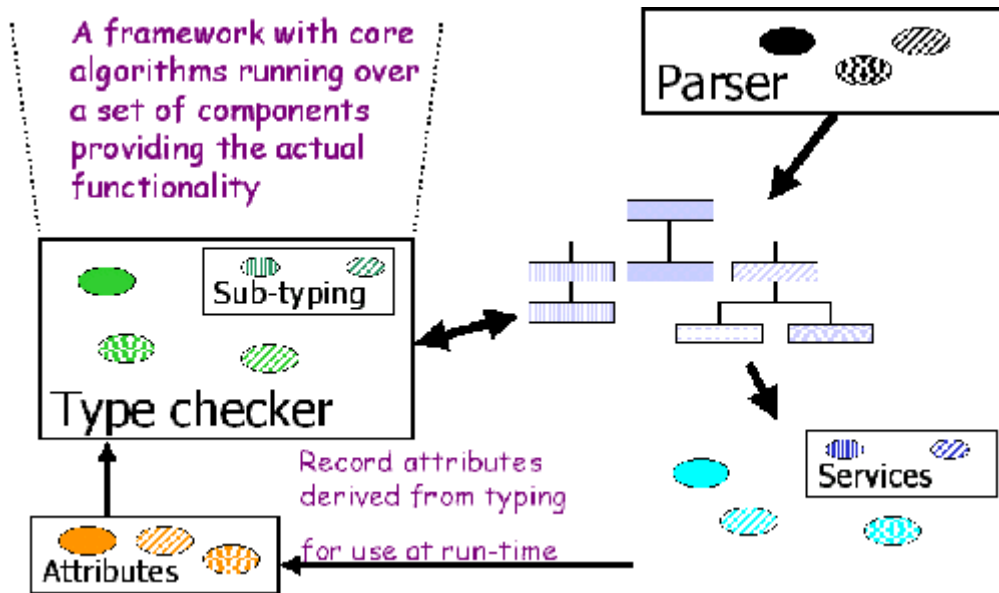 A framework with core
algorithms running over
a set of components
providing the actual
functionality
Parser
Sub-typing
Type checker
Record attributes
derived from typing
for use at run-time
Services
Attributes